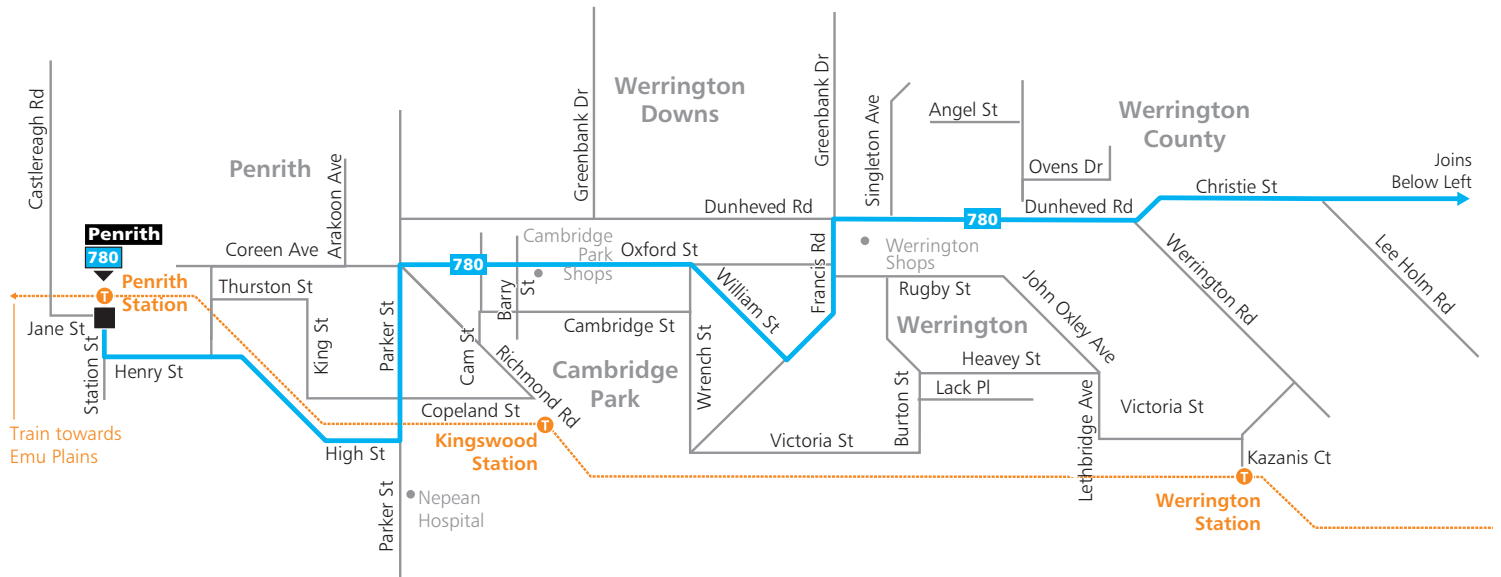 Castlereagh Rd
Penrith
780
T
Penrith
Station
Jane St
Station St
Henry St
Train towards
Emu Plains
Penrith
Arakoon Ave
Coreen Ave
Thurston St
King St
High St
Parker St
Parker St
Nepean
Hospital
780
Cam St
Barry
St
Cambridge
Park
Shops
Oxford St
Cambridge St
Richmond Rd
Copeland St
Kingswood
Station
T
Cambridge
Park
Greenbank Dr
Werrington
Downs
Greenbank Dr
Dunheved Rd
William St
Wrench St
Francis Rd
Victoria St
Singleton Ave
Angel St
Werrington
County
Ovens Dr
780
Dunheved Rd
Christie St
Joins
Below Left
Werrington
Shops
Rugby St
Werrington
John Oxley Ave
Werrington Rd
Lee Holm Rd
Heavey St
Lack Pl
Burton St
Lethbridge Ave
Victoria St
Kazanis Ct
T
Werrington
Station